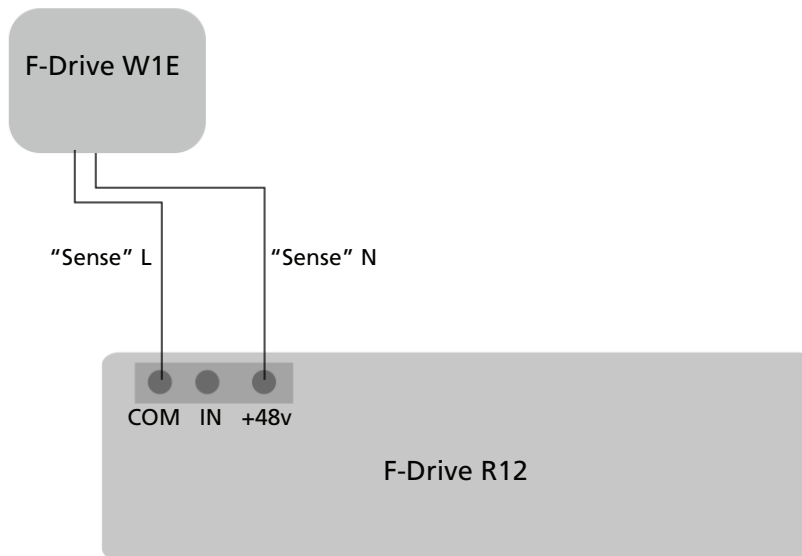 F-Drive W1E
“Sense” L
“Sense” N
COM IN +48v
F-Drive R12